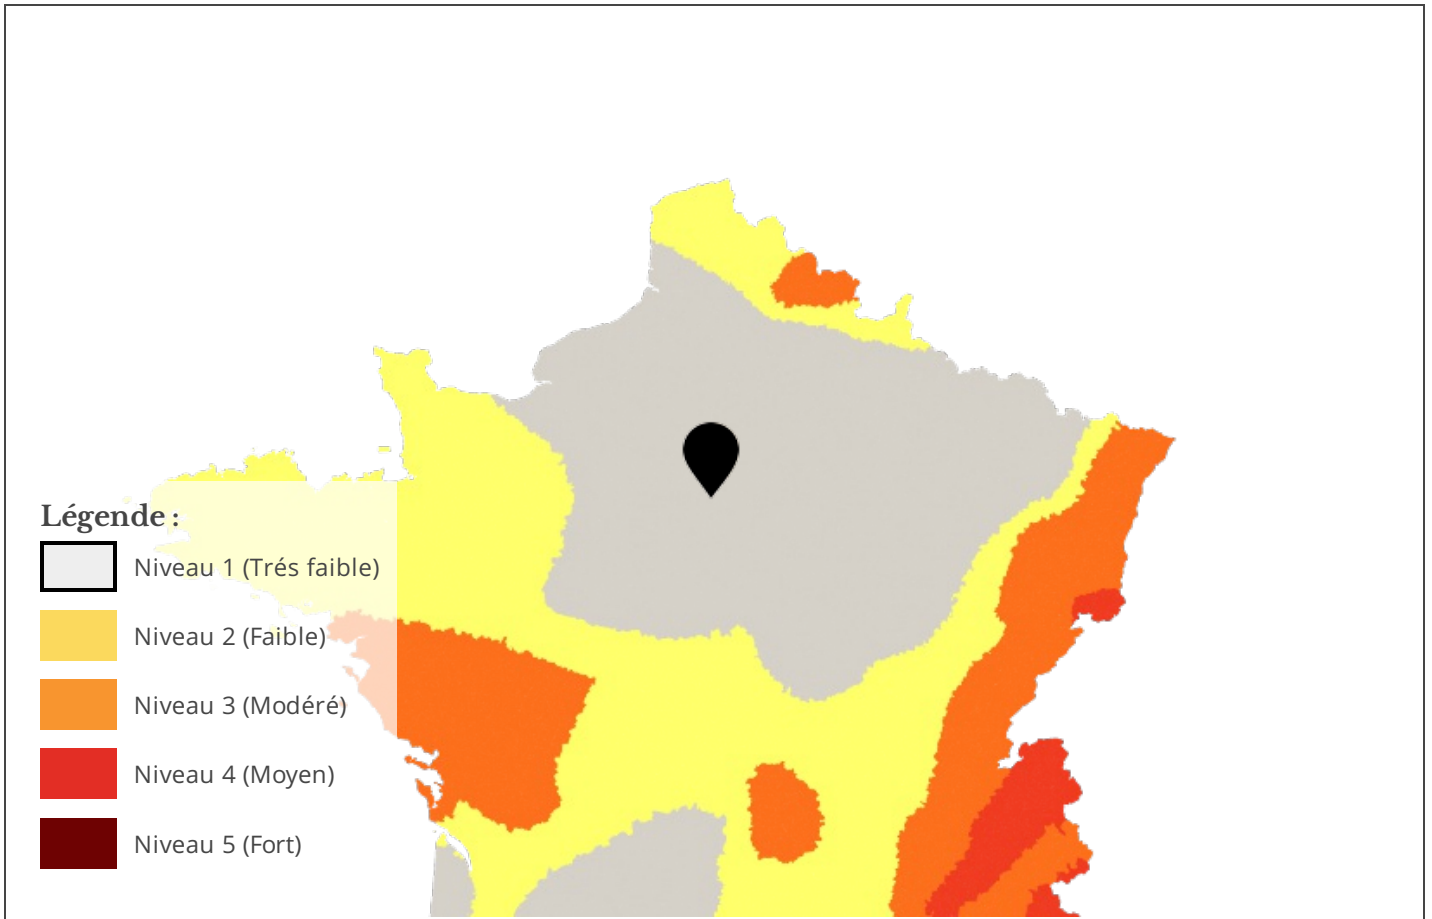 Légende :
Niveau 1 (Trés faible)
Niveau 2 (Faible)
Niveau 3 (Modéré)
Niveau 4 (Moyen)
Niveau 5 (Fort)